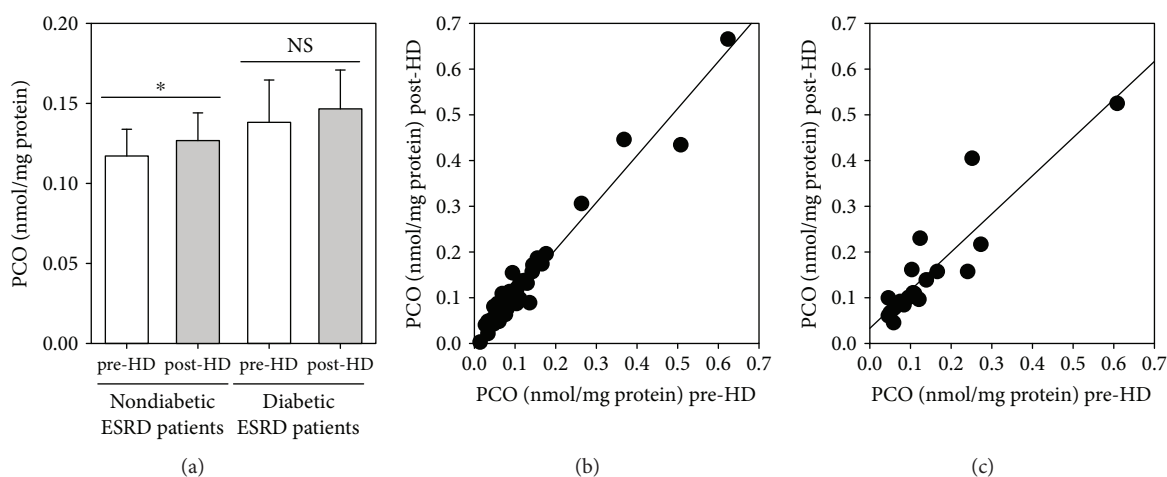 0.20
0.15
0.10
0.05
0.00
PCO (nmol/mg protein)
*
NS
pre-HD post-HD pre-HD post-HD
Nondiabetic
ESRD patients
Diabetic
ESRD patients
(a)
0.7
0.6
0.5
0.4
0.3
0.2
0.1
0.0
PCO (nmol/mg protein) post-HD
0.0 0.1 0.2 0.3 0.4 0.5 0.6 0.7
PCO (nmol/mg protein) pre-HD
(b)
0.7
0.6
0.5
0.4
0.3
0.2
0.1
0.0
PCO (nmol/mg protein) post-HD
0.0 0.1 0.2 0.3 0.4 0.5 0.6 0.7
PCO (nmol/mg protein) pre-HD
(c)